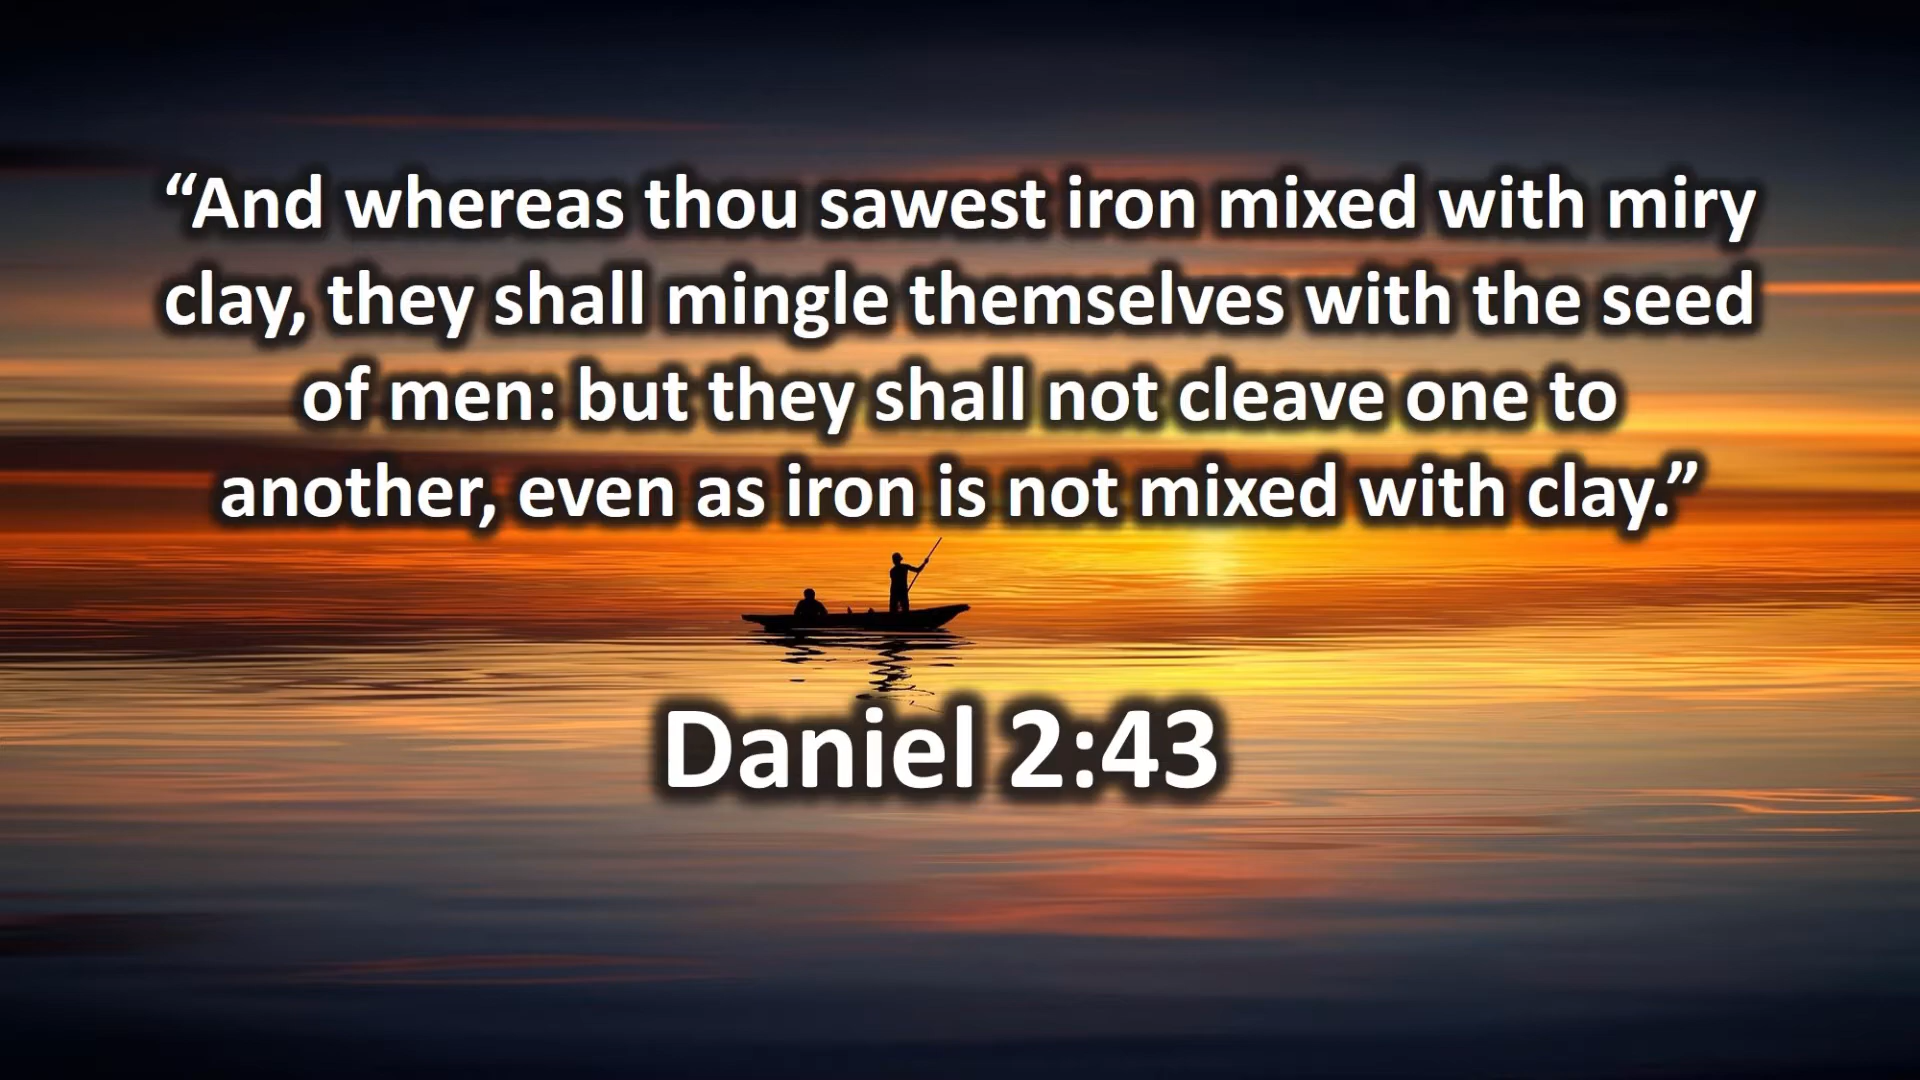 “And whereas thou sawest iron mixed with miry
clay, they shall mingle themselves with the seed
of men: but they shall not cleave one to
another, even as iron is not mixed with clay.”
Daniel 2:43